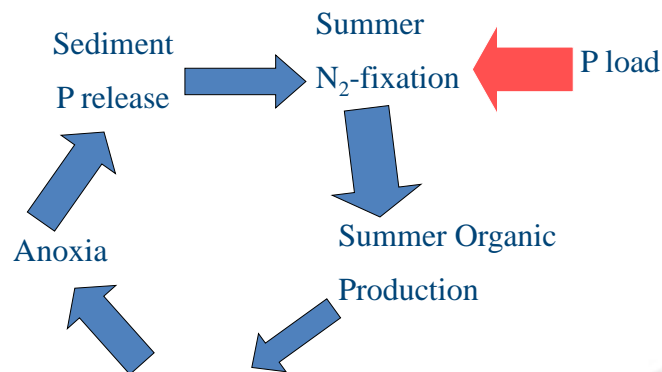 Sediment
P release
Summer
N₂-fixation
P load
Anoxia
Summer Organic
Production